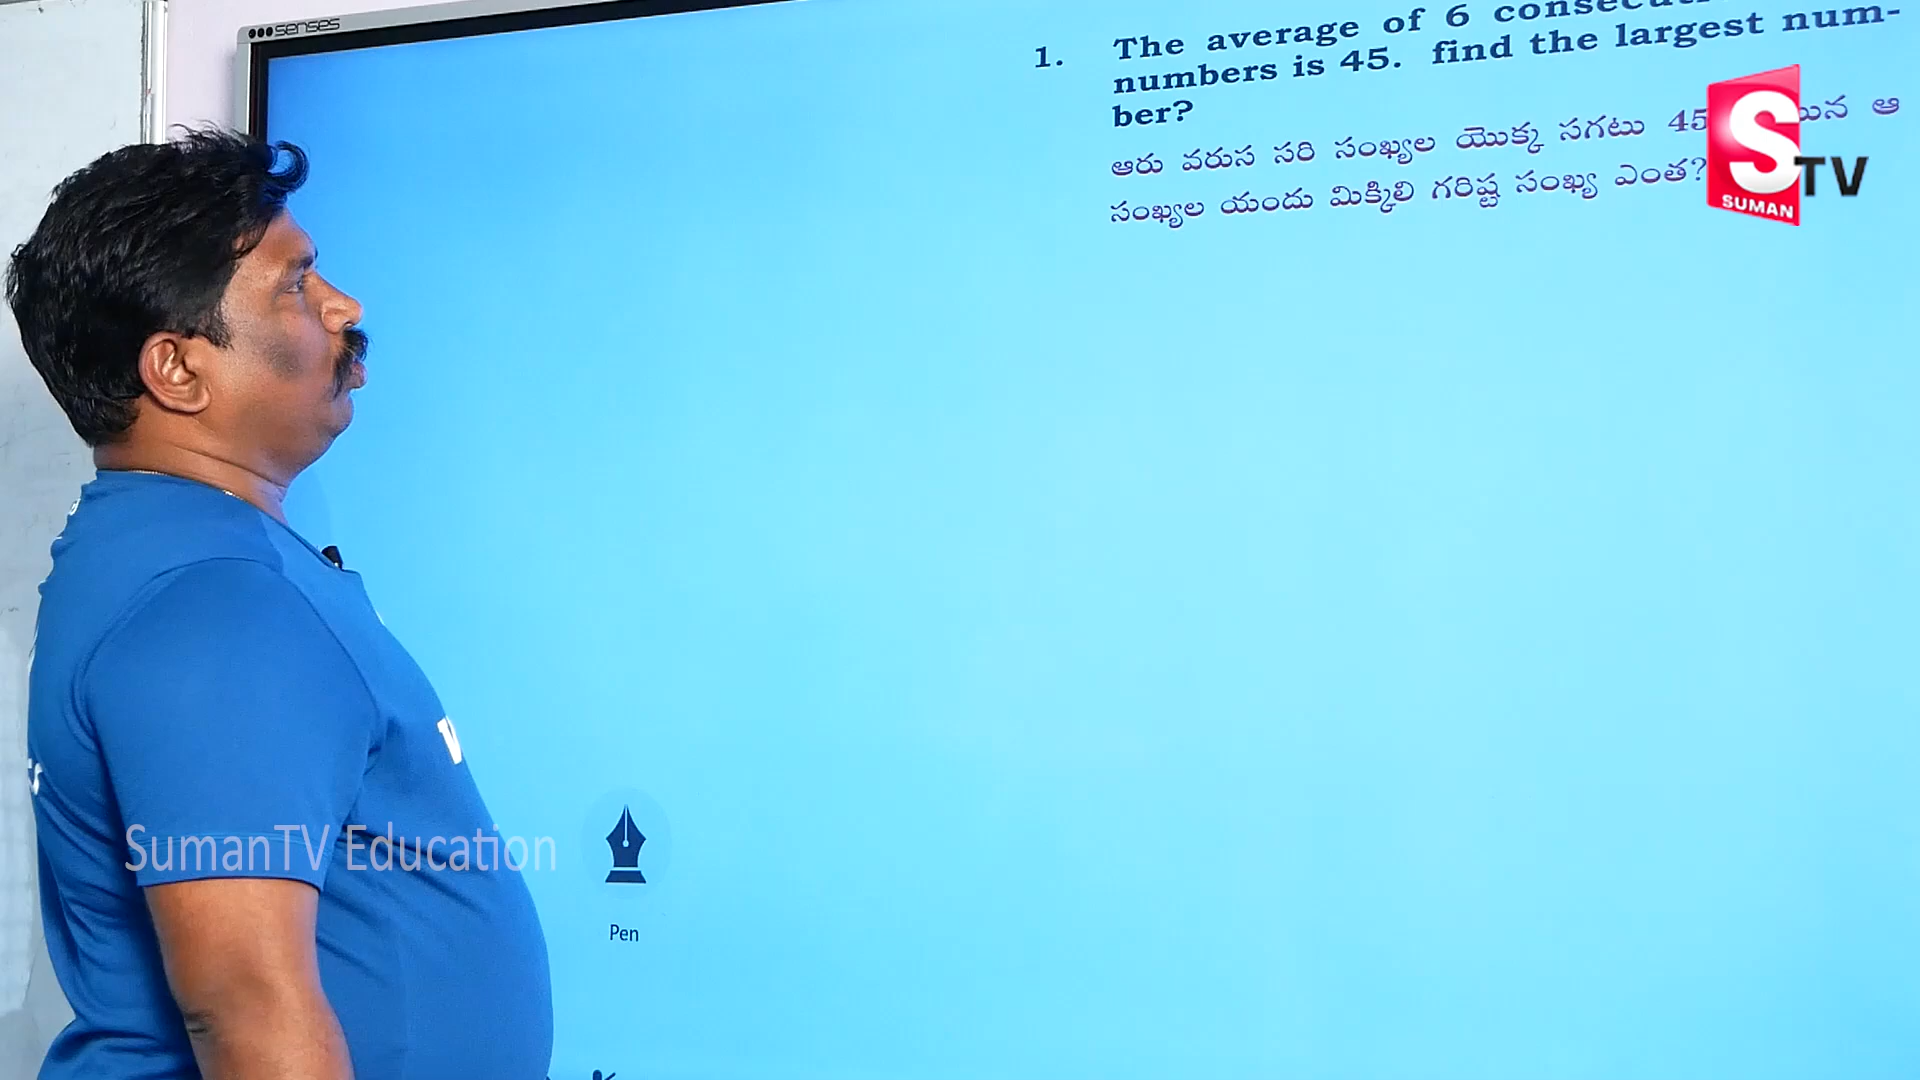 senses
1. The average of 6
numbers is 45. find the largest num-
ber?
ఆరు వరుస సరి సంఖ్యల యొక్క సగటు 45 ఆ
సంఖ్యల యందు మిక్కిలి గరిష్ట సంఖ్య ఎంత?
S TV
SUMAN
SumanTV Education
Pen